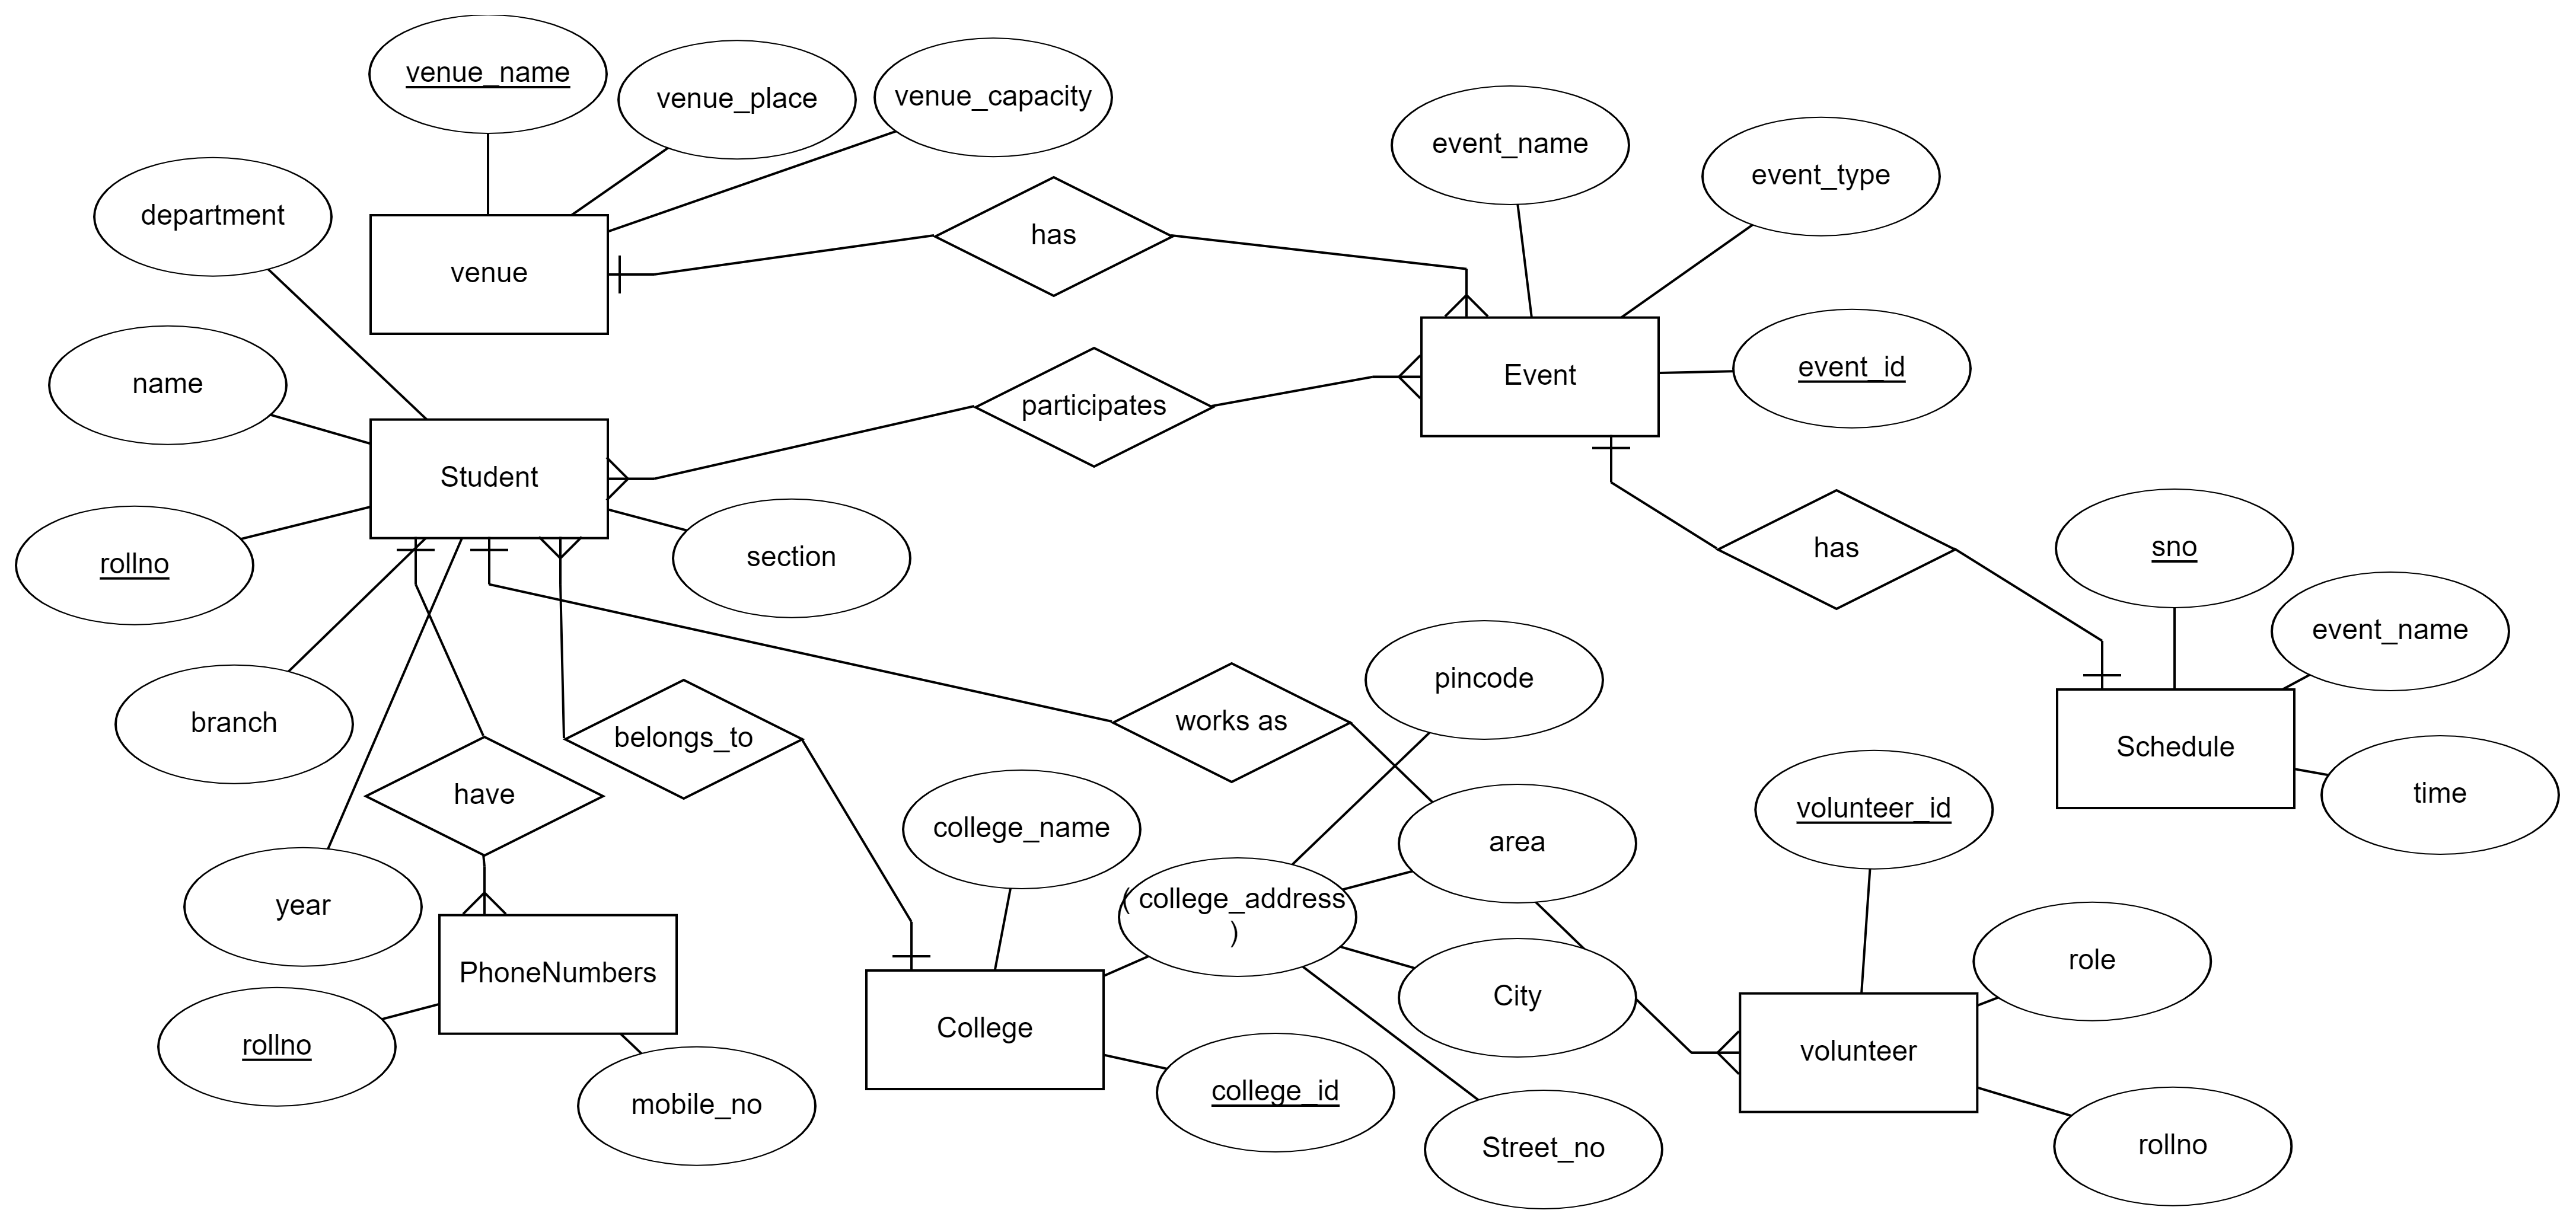 venue_name
venue_place
venue_capacity
event_name
event_type
department
has
venue
Event
event_id
name
participates
Student
section
rollno
has
sno
event_name
pincode
branch
belongs_to
works as
Schedule
have
time
college_name
area
volunteer_id
( college_address
)
year
role
PhoneNumbers
City
College
volunteer
rollno
college_id
mobile_no
Street_no
rollno